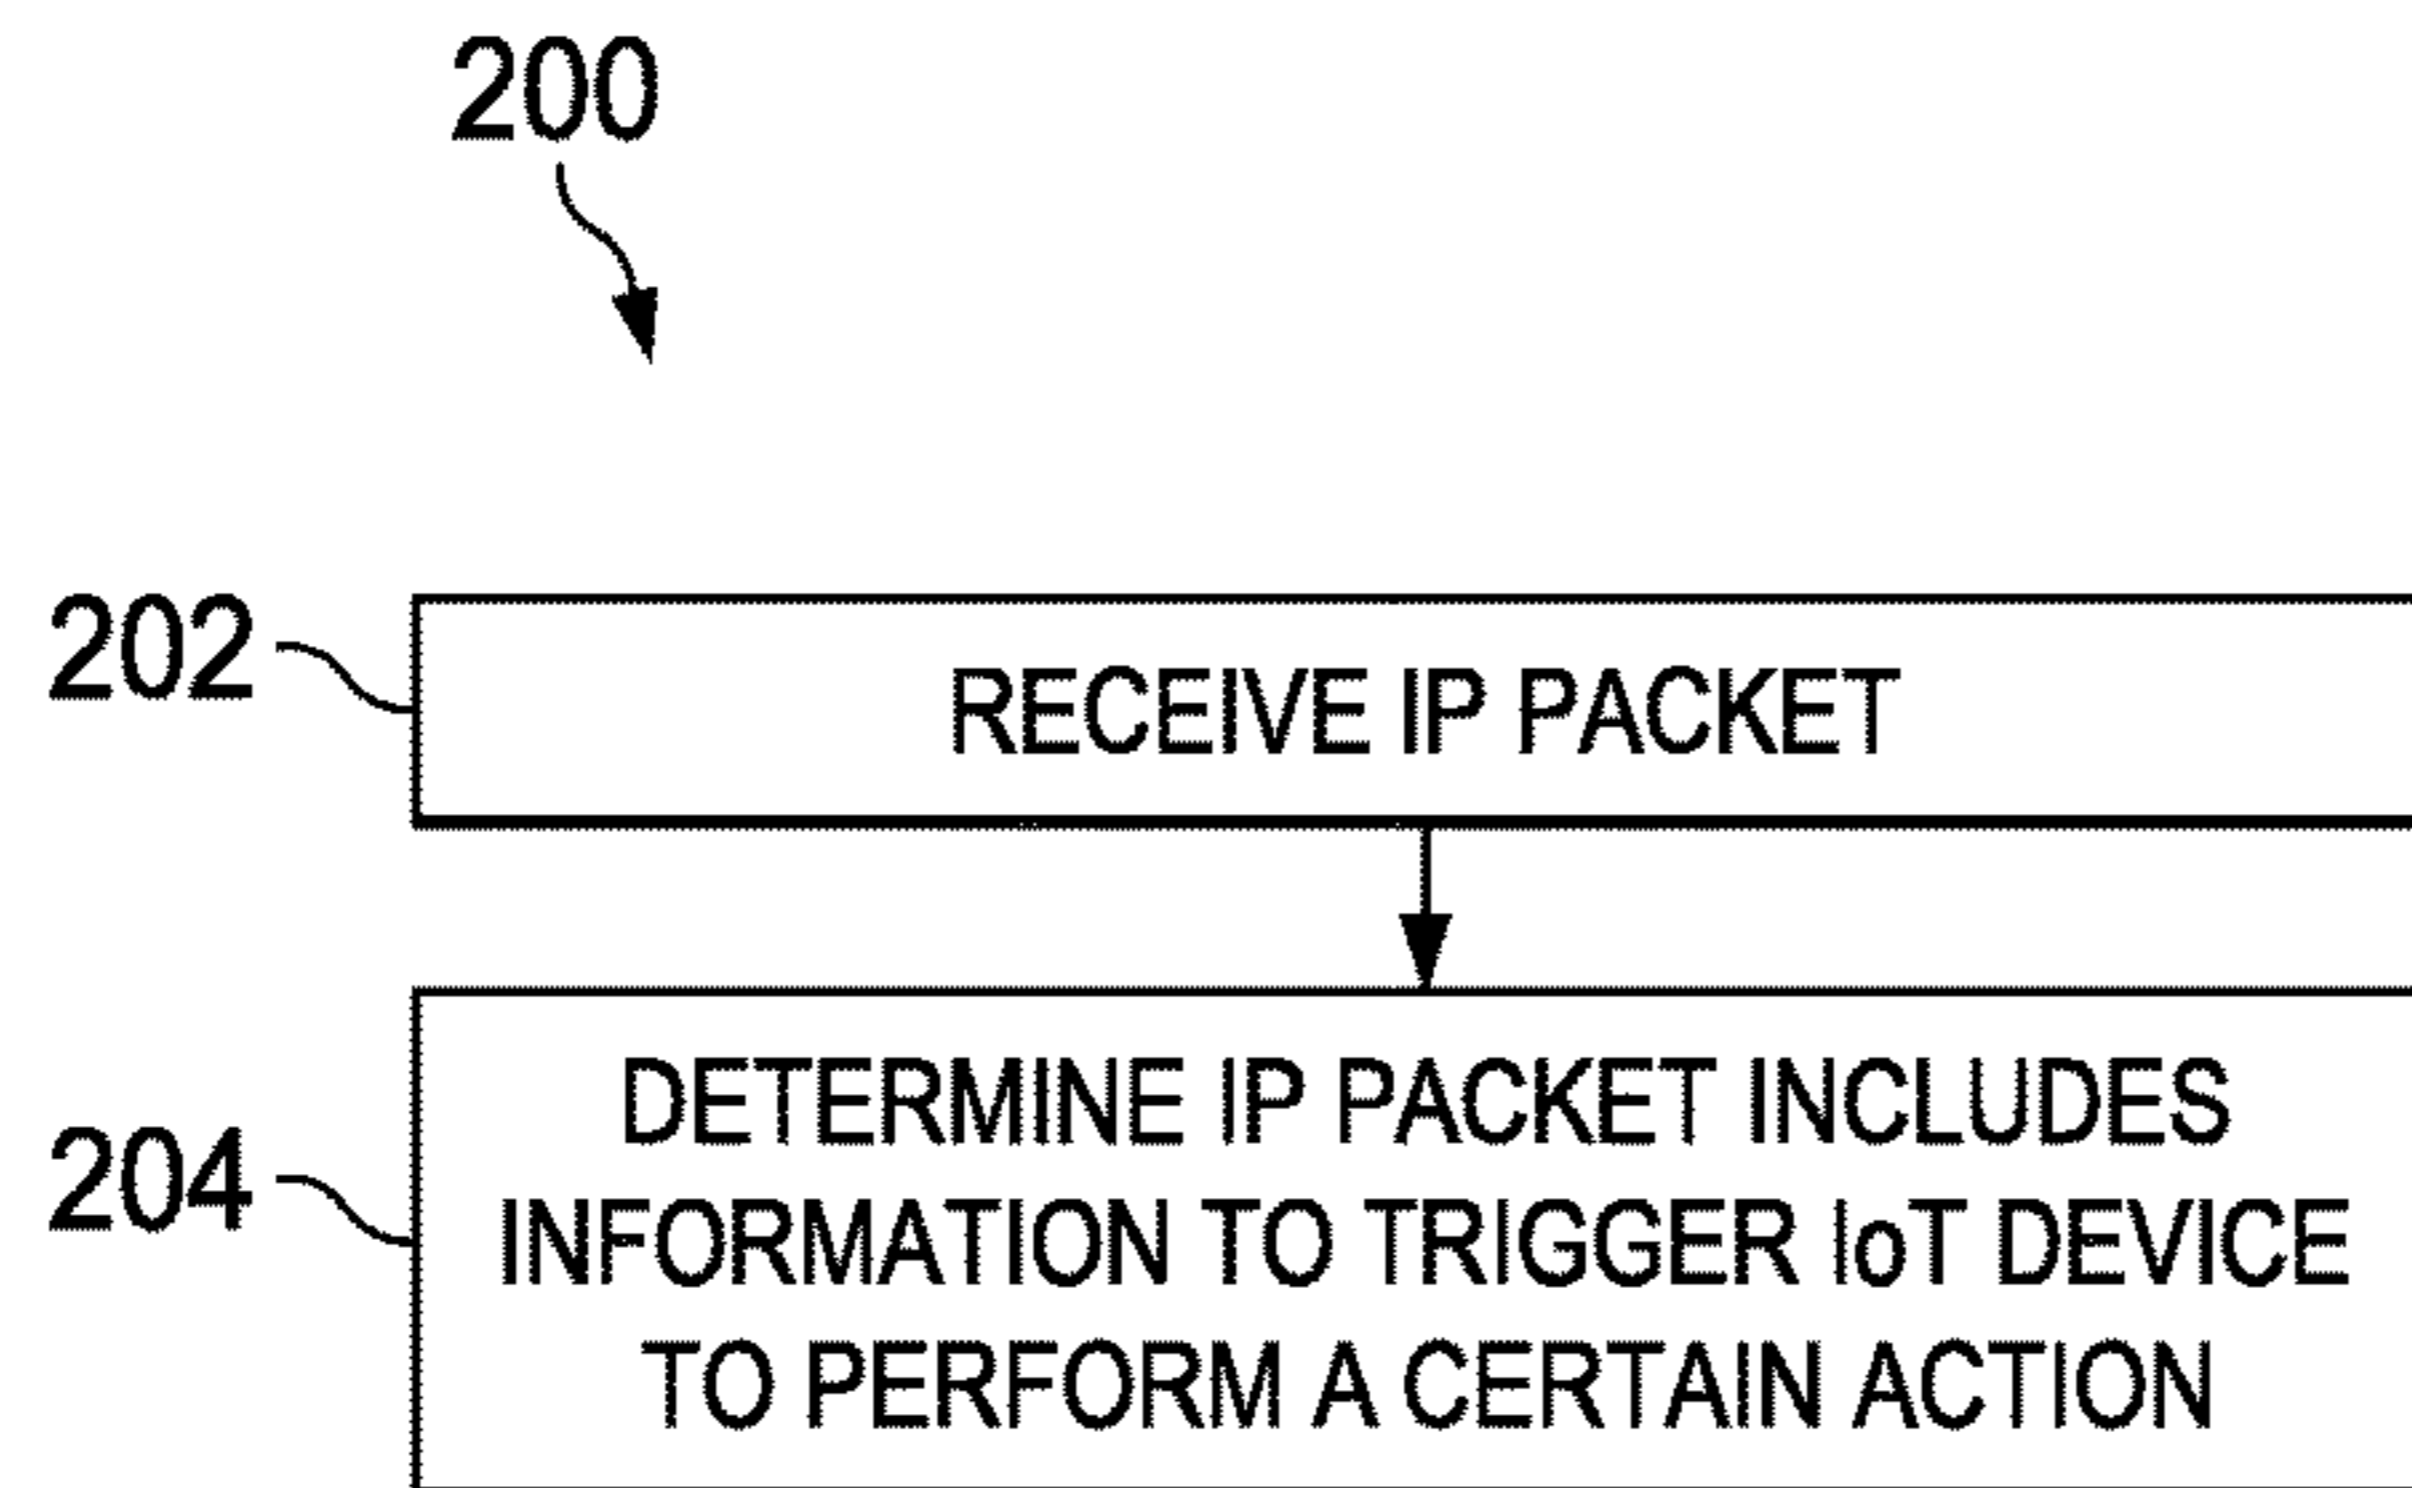 200
202
RECEIVE IP PACKET
204
DETERMINE IP PACKET INCLUDES
INFORMATION TO TRIGGER IoT DEVICE
TO PERFORM A CERTAIN ACTION